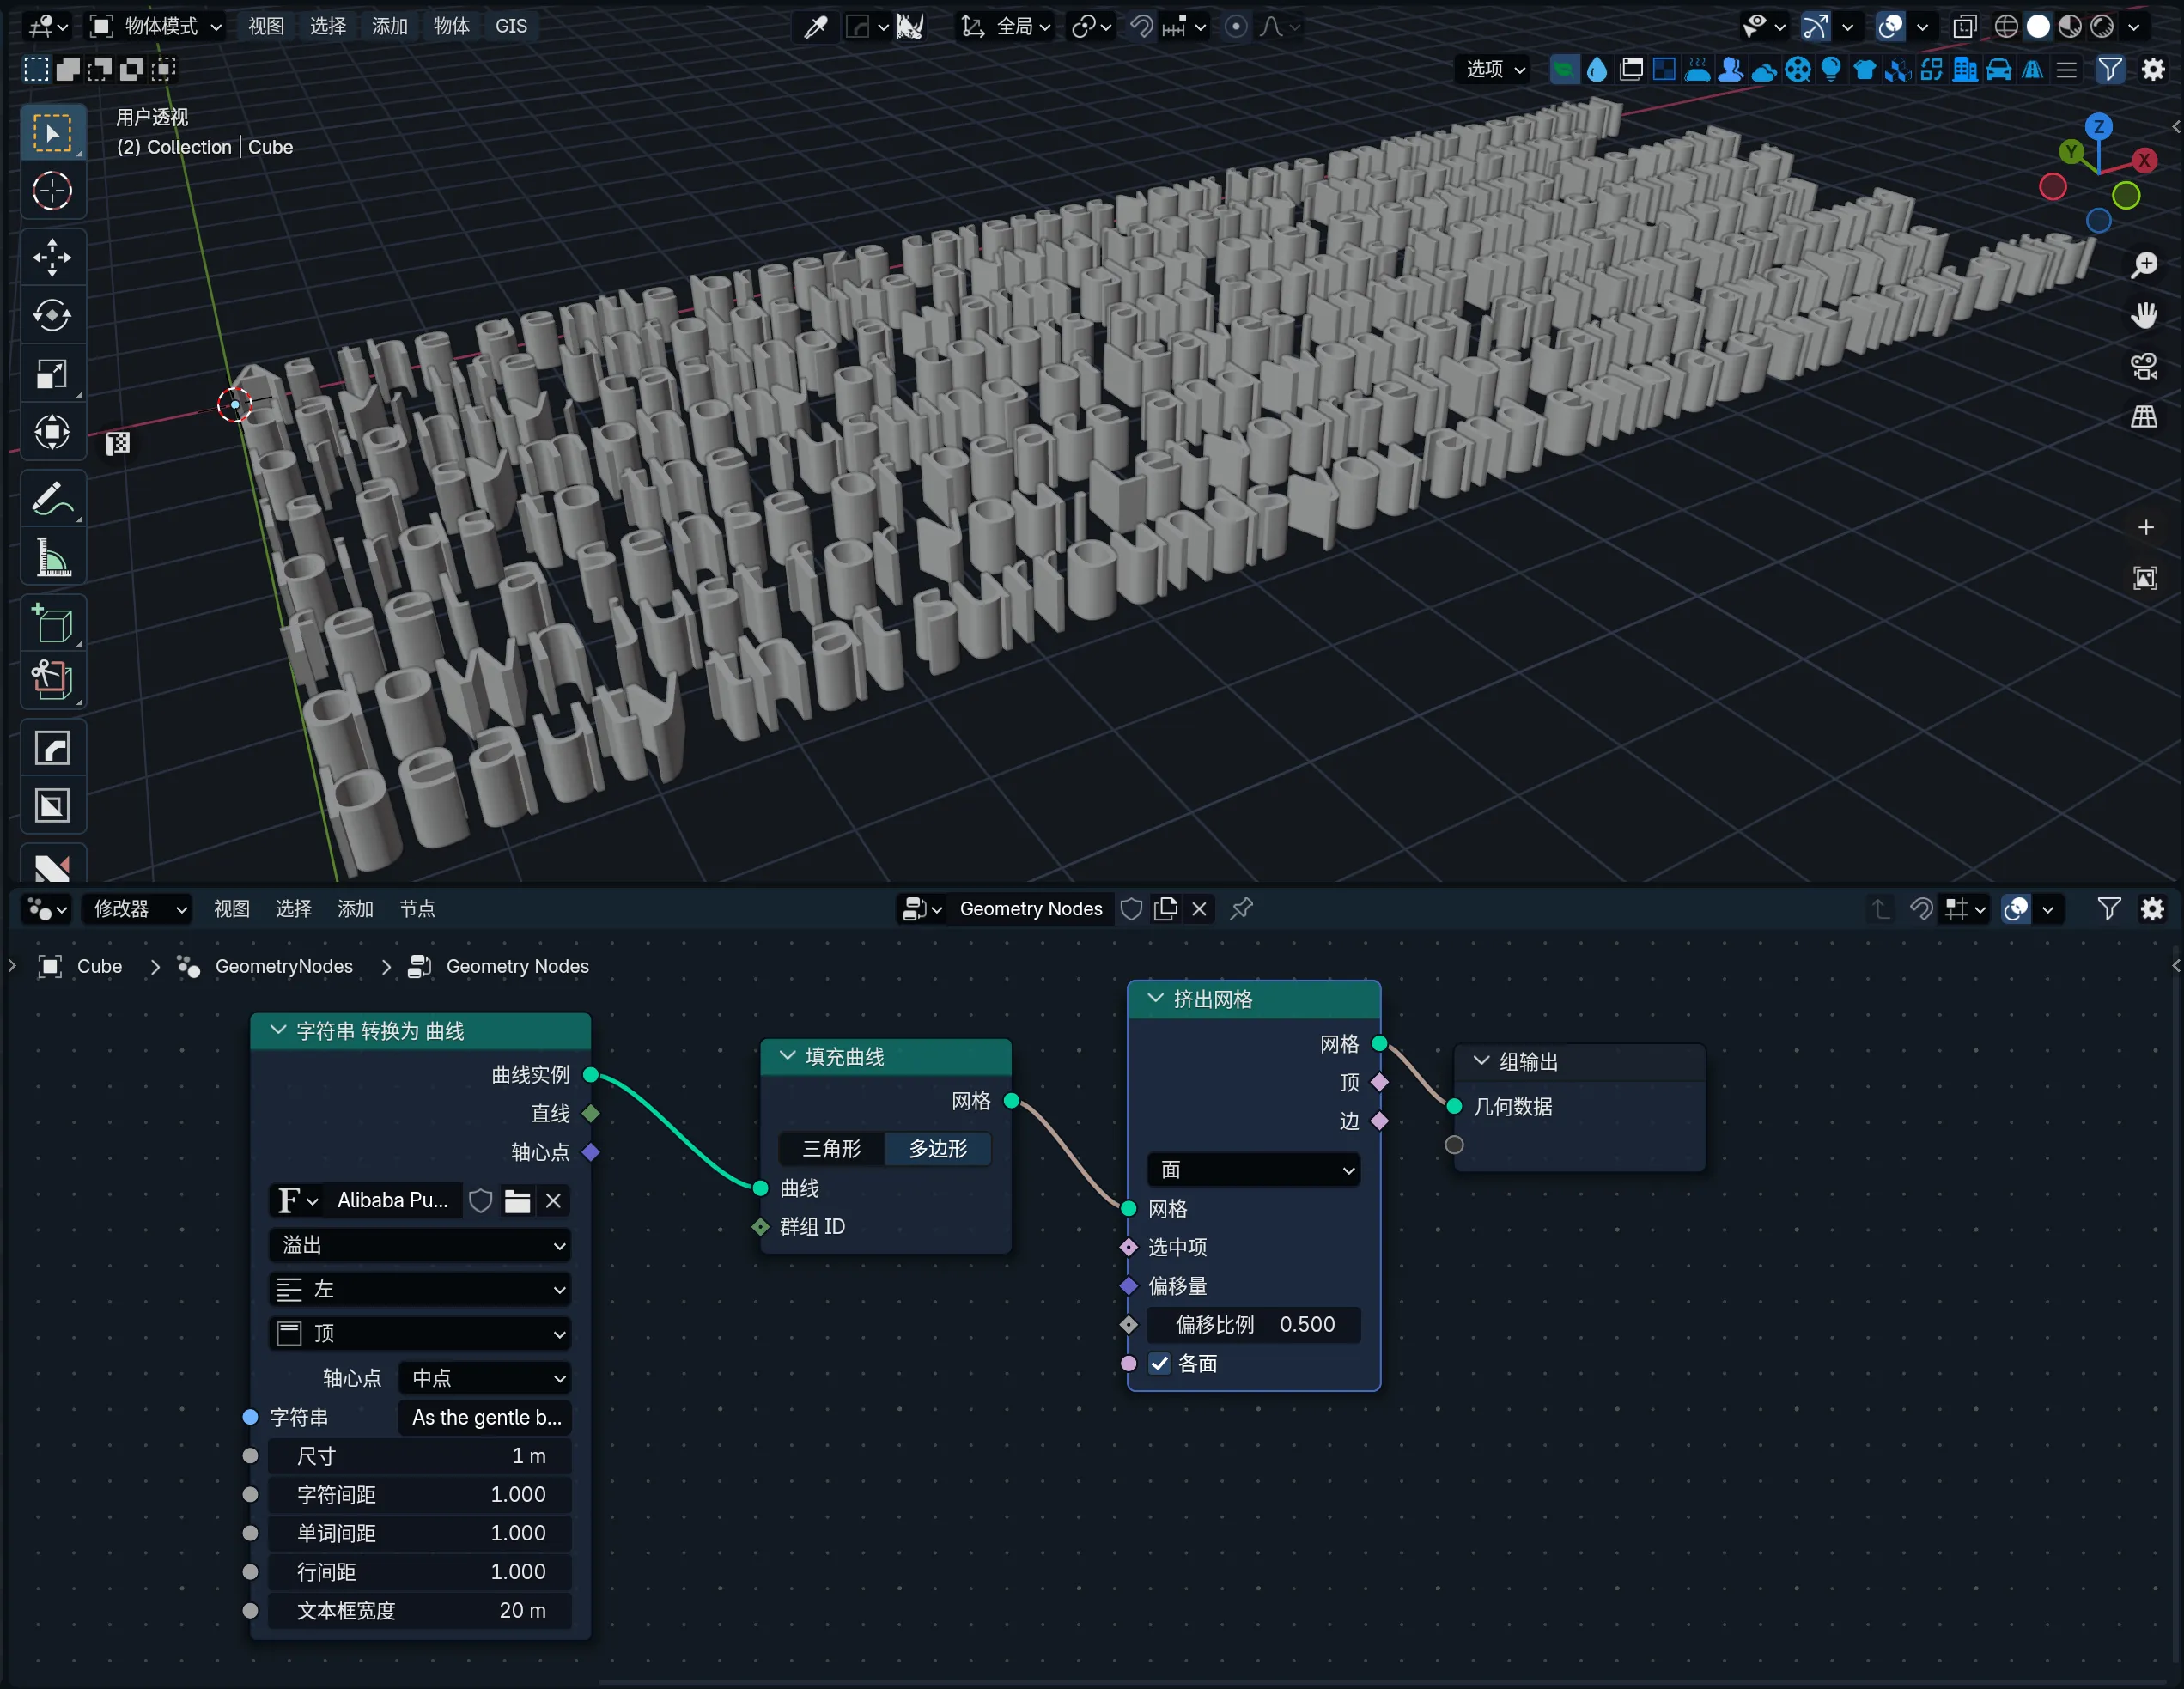 物体模式 视图 选择 添加 物体 GIS 全局
选项
用户透视
(2) Collection | Cube
Z
Y
X
修改器 视图 选择 添加 节点 Geometry Nodes
Cube > GeometryNodes > Geometry Nodes
字符串 转换为 曲线
曲线实例
直线
轴心点
F Alibaba Pu...
溢出
左
顶
轴心点 中点
字符串 As the gentle b...
尺寸 1 m
字符间距 1.000
单词间距 1.000
行间距 1.000
文本框宽度 20 m
填充曲线
网格
三角形 多边形
曲线
群组 ID
挤出网格
网格
顶
边
面
网格
选中项
偏移量
偏移比例 0.500
各面
组输出
几何数据